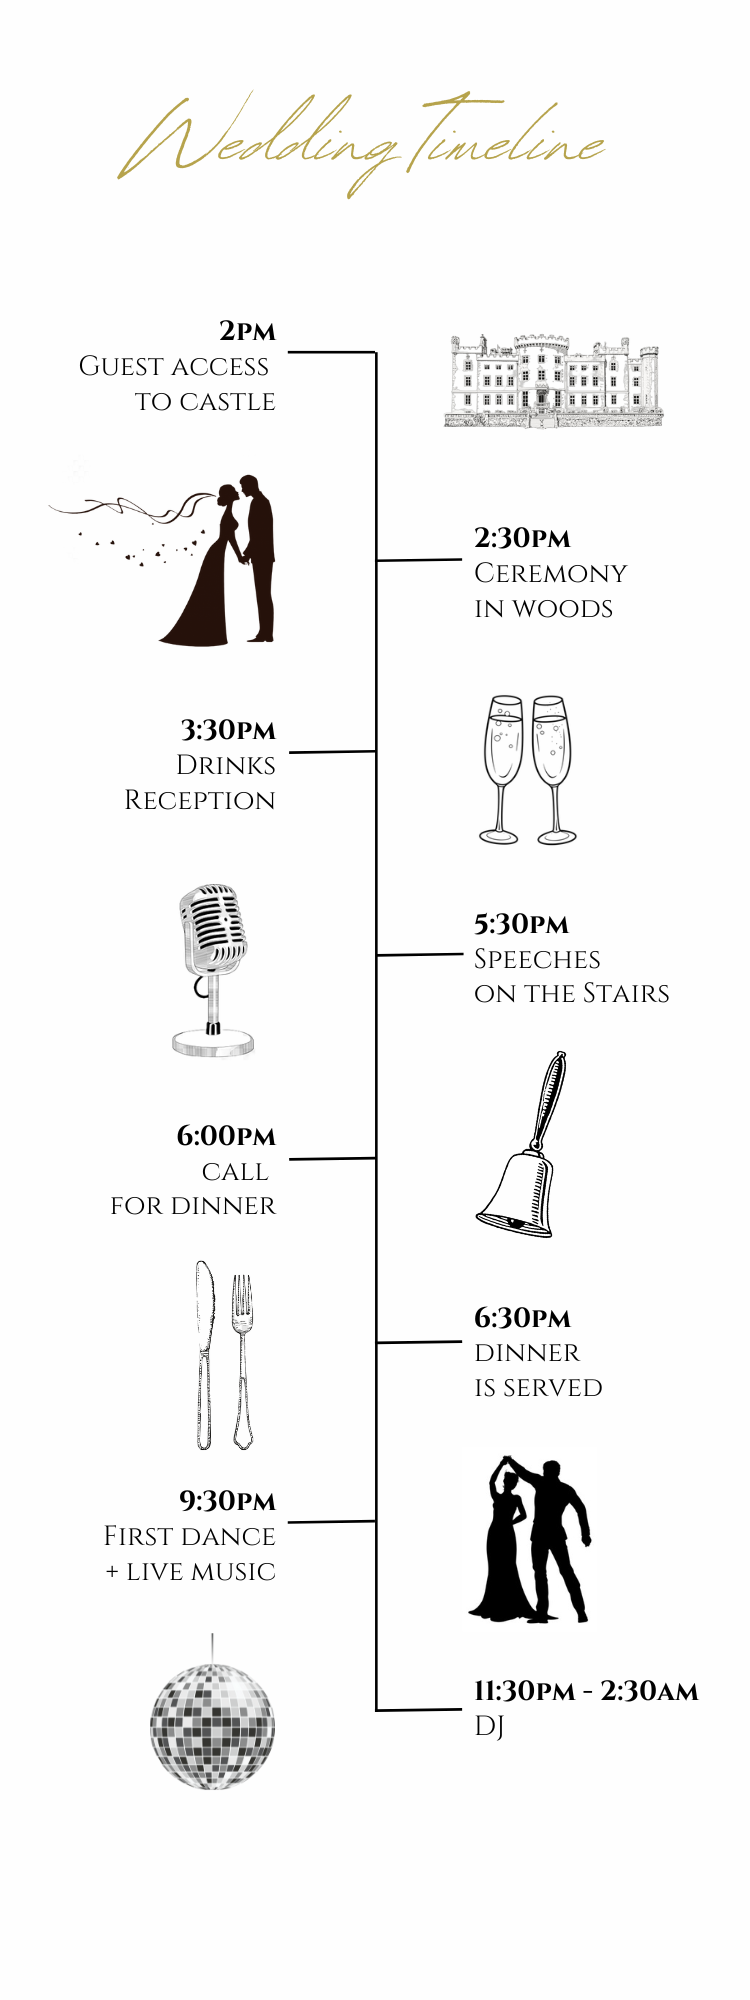 Wedding Timeline
2PM
Guest access
to castle
2:30PM
Ceremony
in woods
3:30PM
Drinks
Reception
5:30PM
Speeches
on the Stairs
6:00PM
call
for dinner
6:30PM
dinner
is served
9:30PM
First dance
+ live music
11:30PM - 2:30AM
DJ